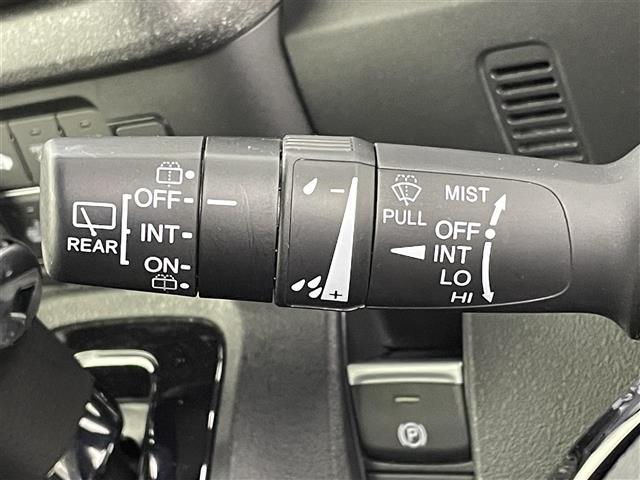 OFF
INT
ON
REAR
−
+
PULL
MIST
OFF
INT
LO
HI
P